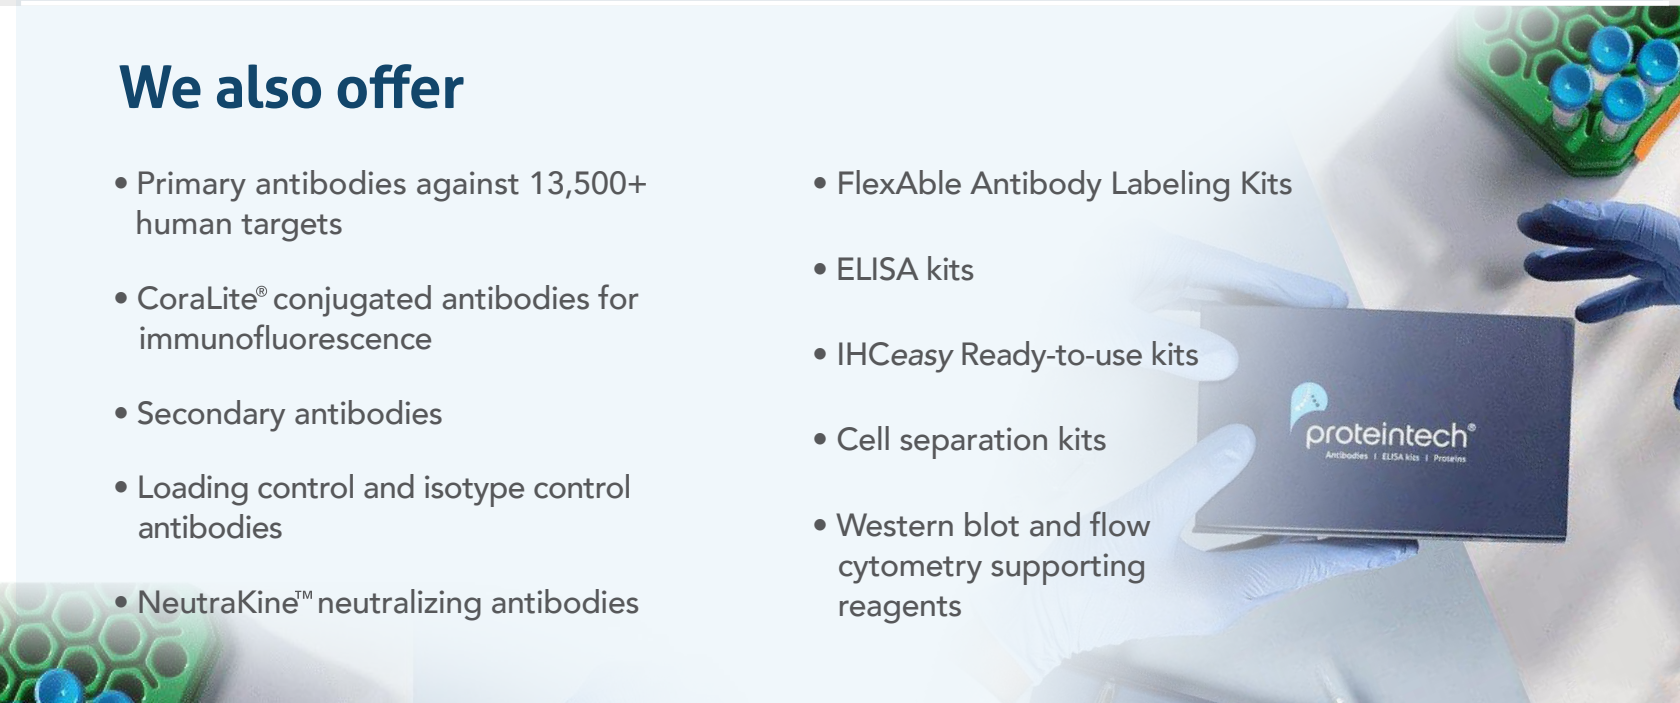 We also offer
• Primary antibodies against 13,500+
human targets
• CoraLite® conjugated antibodies for
immunofluorescence
• Secondary antibodies
• Loading control and isotype control
antibodies
• NeutraKine™ neutralizing antibodies
• FlexAble Antibody Labeling Kits
• ELISA kits
• IHCeasy Ready-to-use kits
• Cell separation kits
• Western blot and flow
cytometry supporting
reagents
proteintech®
Antibodies | ELISA kits | Proteins